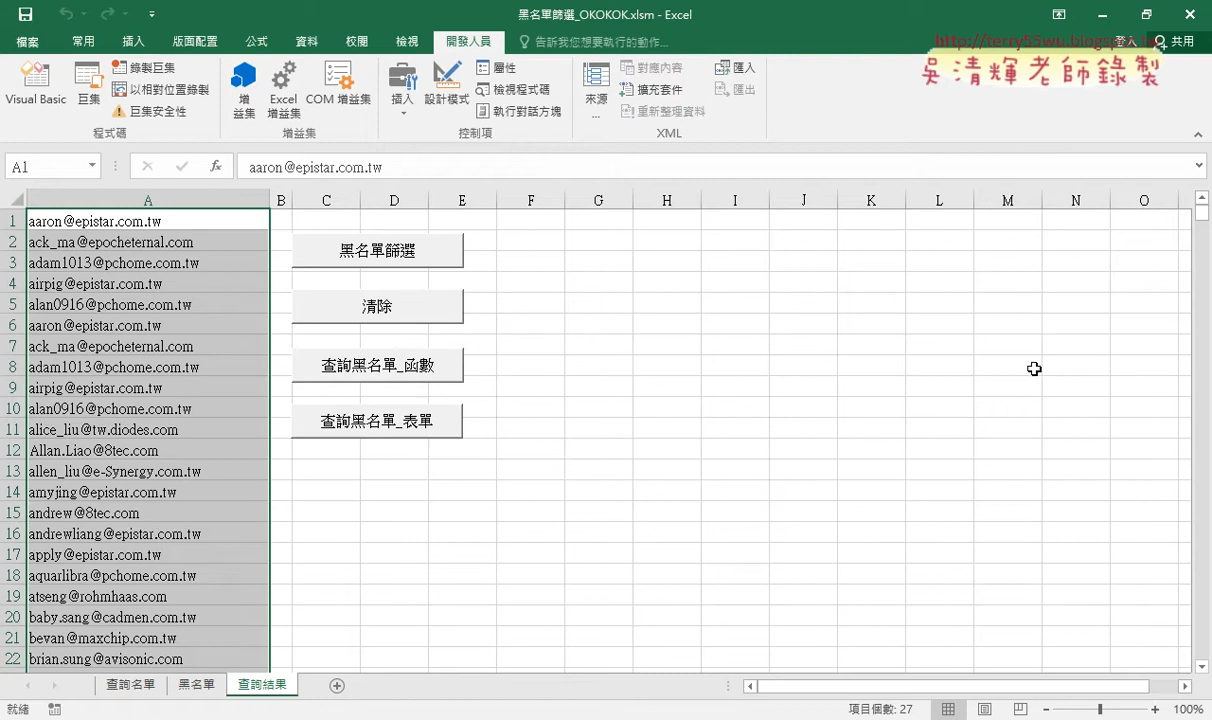 黑名單篩選_OKOKOK.xlsm - Excel
檔案 常用 插入 版面配置 公式 資料 校閱 檢視 開發人員 告訴我您想要執行的動作... 共用
http://terry55wu.blogspot.tw
吳清輝老師錄製
Visual Basic
巨集
錄製巨集
以相對位置錄製
巨集安全性
程式碼
增益集
Excel 增益集
COM 增益集
增益集
插入
設計模式
屬性
檢視程式碼
執行對話方塊
控制項
來源...
對應內容
擴充套件
重新整理資料
匯入
匯出
XML
A1 fx aaron@epistar.com.tw
A B C D E F G H I J K L M N O
1 aaron@epistar.com.tw
2 ack_ma@epocheternal.com
3 adam1013@pchome.com.tw
4 airpig@epistar.com.tw
5 alan0916@pchome.com.tw
6 aaron@epistar.com.tw
7 ack_ma@epocheternal.com
8 adam1013@pchome.com.tw
9 airpig@epistar.com.tw
10 alan0916@pchome.com.tw
11 alice_liu@tw.diodes.com
12 Allan.Liao@8tec.com
13 allen_liu@e-Synergy.com.tw
14 amyjing@epistar.com.tw
15 andrew@8tec.com
16 andrewliang@epistar.com.tw
17 apply@epistar.com.tw
18 aquarlibra@pchome.com.tw
19 atseng@rohmhaas.com
20 baby.sang@cadmen.com.tw
21 bevan@maxchip.com.tw
22 brian.sung@avisonic.com
黑名單篩選
清除
查詢黑名單_函數
查詢黑名單_表單
查詢名單 黑名單 查詢結果
就緒 項目個數: 27 100%